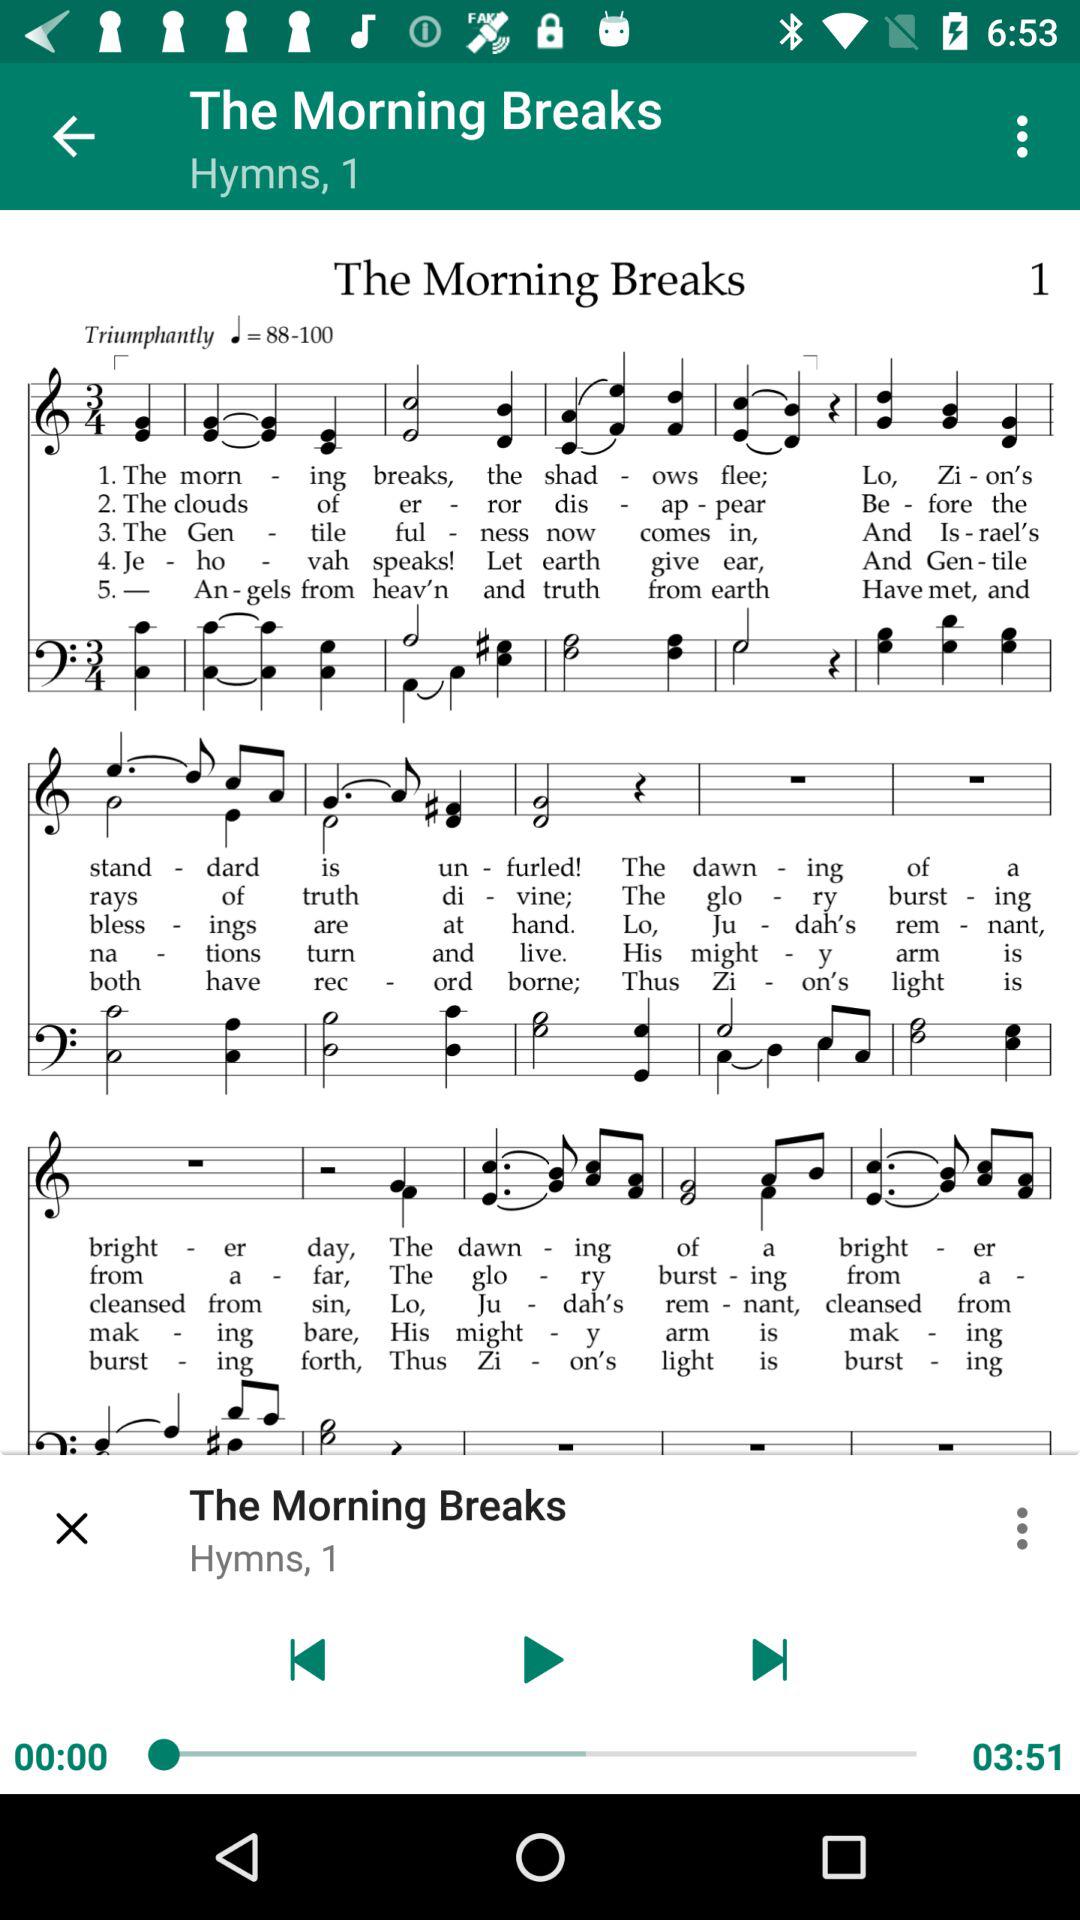 FAKE 6:53
The Morning Breaks
Hymns, 1
The Morning Breaks 1
Triumphantly ♩ = 88-100
1. The morn - ing breaks, the shad - ows flee; Lo, Zi - on's
2. The clouds of er - ror dis - ap - pear Be - fore the
3. The Gen - tile ful - ness now comes in, And Is - rael's
4. Je - ho - vah speaks! Let earth give ear, And Gen - tile
5. — An - gels from heav'n and truth from earth Have met, and
stand - dard is un - furled! The dawn - ing of a
rays of truth di - vine; The glo - ry burst - ing
bless - ings are at hand. Lo, Ju - dah's rem - nant,
na - tions turn and live. His might - y arm is
both have rec - ord borne; Thus Zi - on's light is
bright - er day, The dawn - ing of a bright - er
from a - far, The glo - ry burst - ing from a -
cleansed from sin, Lo, Ju - dah's rem - nant, cleansed from
mak - ing bare, His might - y arm is mak - ing
burst - ing forth, Thus Zi - on's light is burst - ing
The Morning Breaks
Hymns, 1
00:00 03:51